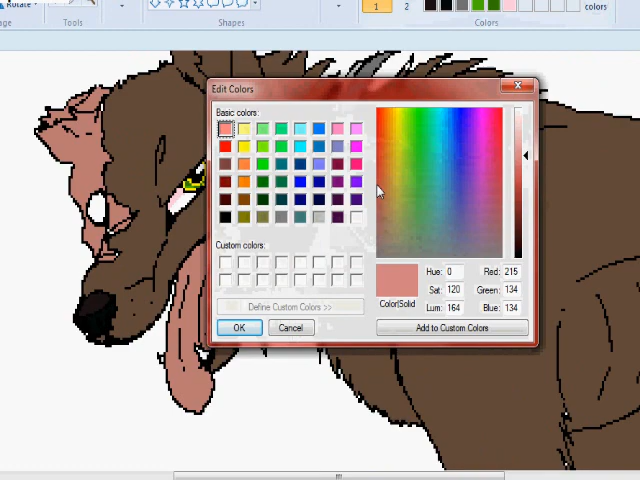 Rotate
Tools
Shapes
1
2
colors
Colors
Edit Colors
Basic colors:
Custom colors:
Define Custom Colors >>
OK
Cancel
Color|Solid
Hue: 0
Sat: 120
Lum: 164
Red: 215
Green: 134
Blue: 134
Add to Custom Colors